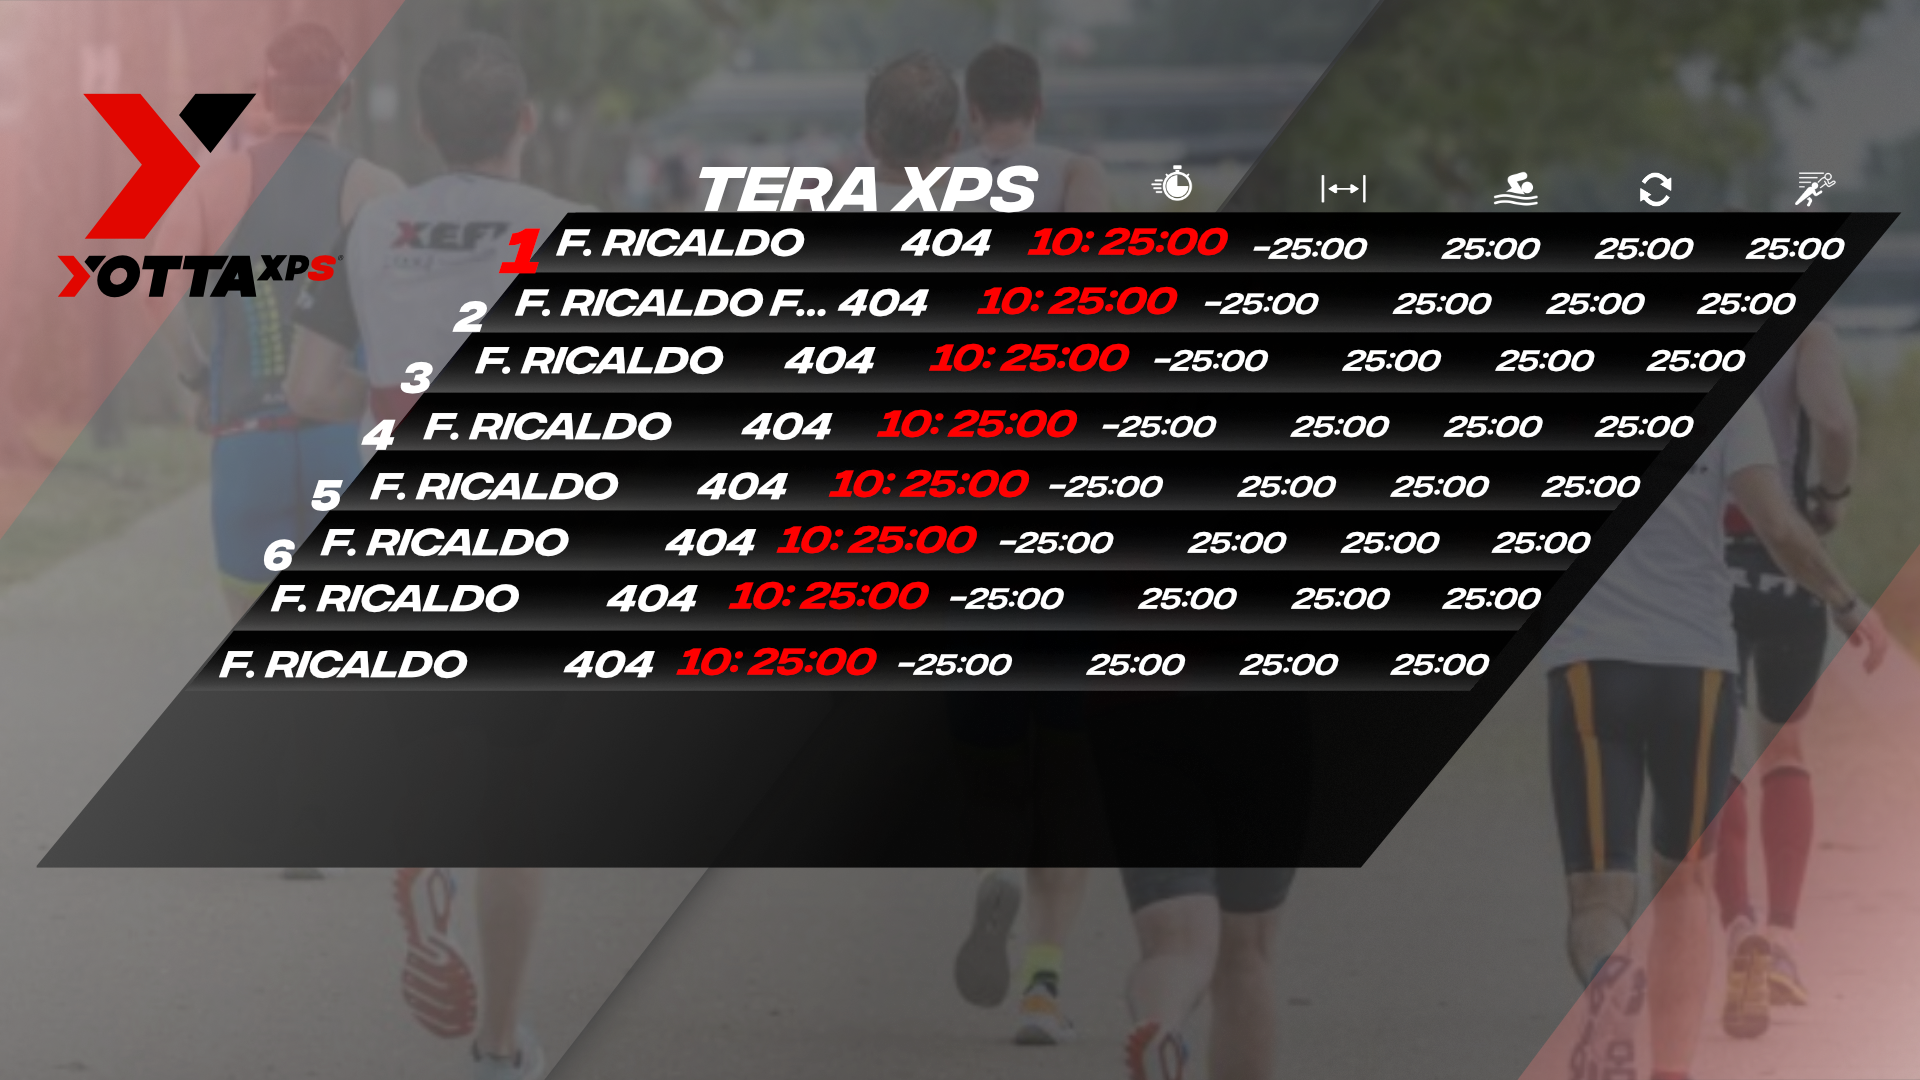 YOTTA XPS
TERA XPS
1 F. RICALDO 404 10: 25:00 -25:00 25:00 25:00 25:00
2 F. RICALDO F... 404 10: 25:00 -25:00 25:00 25:00 25:00
3 F. RICALDO 404 10: 25:00 -25:00 25:00 25:00 25:00
4 F. RICALDO 404 10: 25:00 -25:00 25:00 25:00 25:00
5 F. RICALDO 404 10: 25:00 -25:00 25:00 25:00 25:00
6 F. RICALDO 404 10: 25:00 -25:00 25:00 25:00 25:00
F. RICALDO 404 10: 25:00 -25:00 25:00 25:00 25:00
F. RICALDO 404 10: 25:00 -25:00 25:00 25:00 25:00